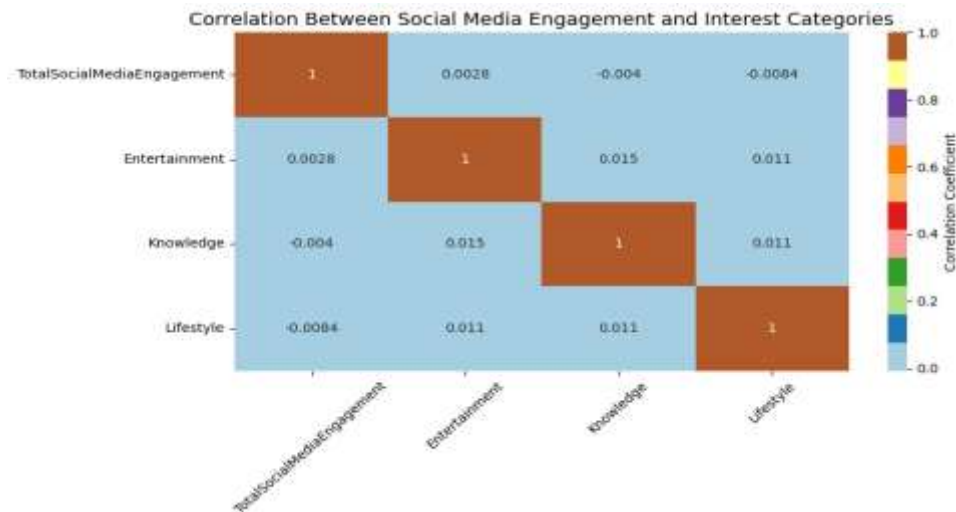 Correlation Between Social Media Engagement and Interest Categories
TotalSocialMediaEngagement
1 0.0028 -0.004 -0.0084
Entertainment
0.0028 1 0.015 0.011
Knowledge
-0.004 0.015 1 0.011
Lifestyle
-0.0084 0.011 0.011 1
TotalSocialMediaEngagement
Entertainment
Knowledge
Lifestyle
1.0
0.8
0.6
0.4
0.2
0.0
Correlation Coefficient